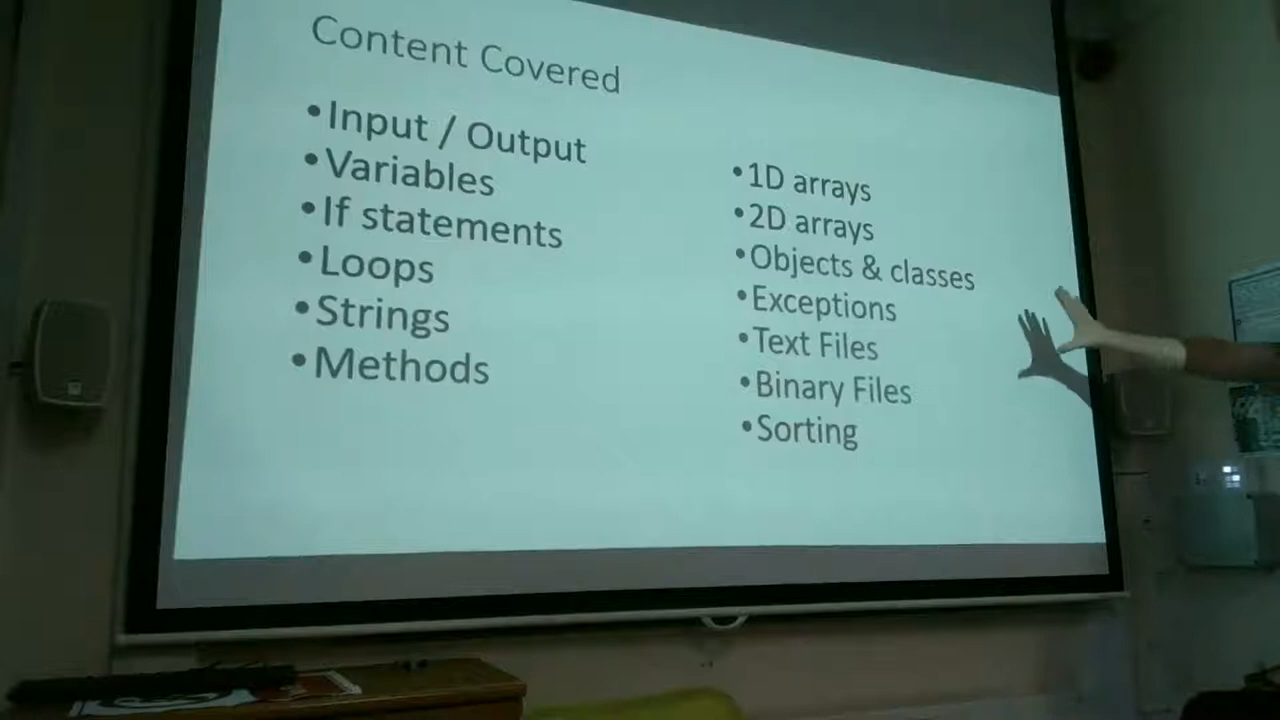 Content Covered
•Input / Output
•Variables
•If statements
•Loops
•Strings
•Methods
•1D arrays
•2D arrays
•Objects & classes
•Exceptions
•Text Files
•Binary Files
•Sorting